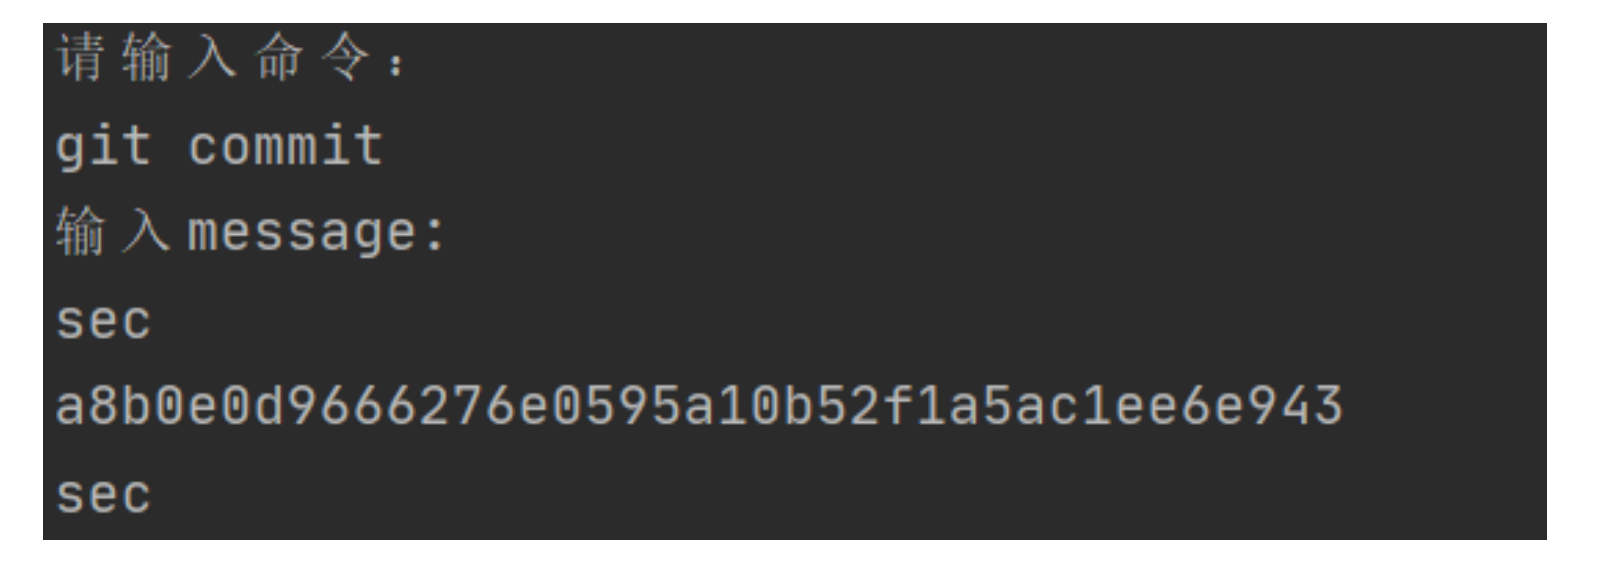 请输入命令：
git commit
输入message:
sec
a8b0e0d9666276e0595a10b52f1a5ac1ee6e943
sec